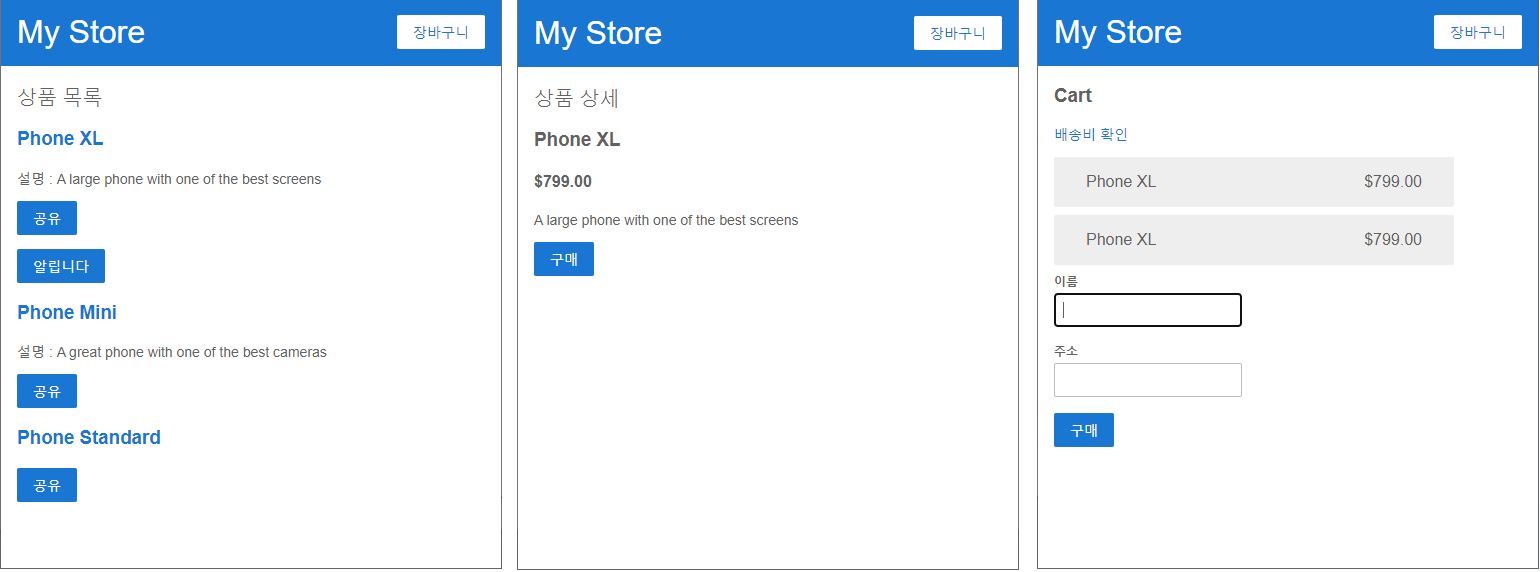 My Store
장바구니
상품 목록
Phone XL
설명 : A large phone with one of the best screens
공유
알립니다
Phone Mini
설명 : A great phone with one of the best cameras
공유
Phone Standard
공유
My Store
장바구니
상품 상세
Phone XL
$799.00
A large phone with one of the best screens
구매
My Store
장바구니
Cart
배송비 확인
Phone XL $799.00
Phone XL $799.00
이름
주소
구매